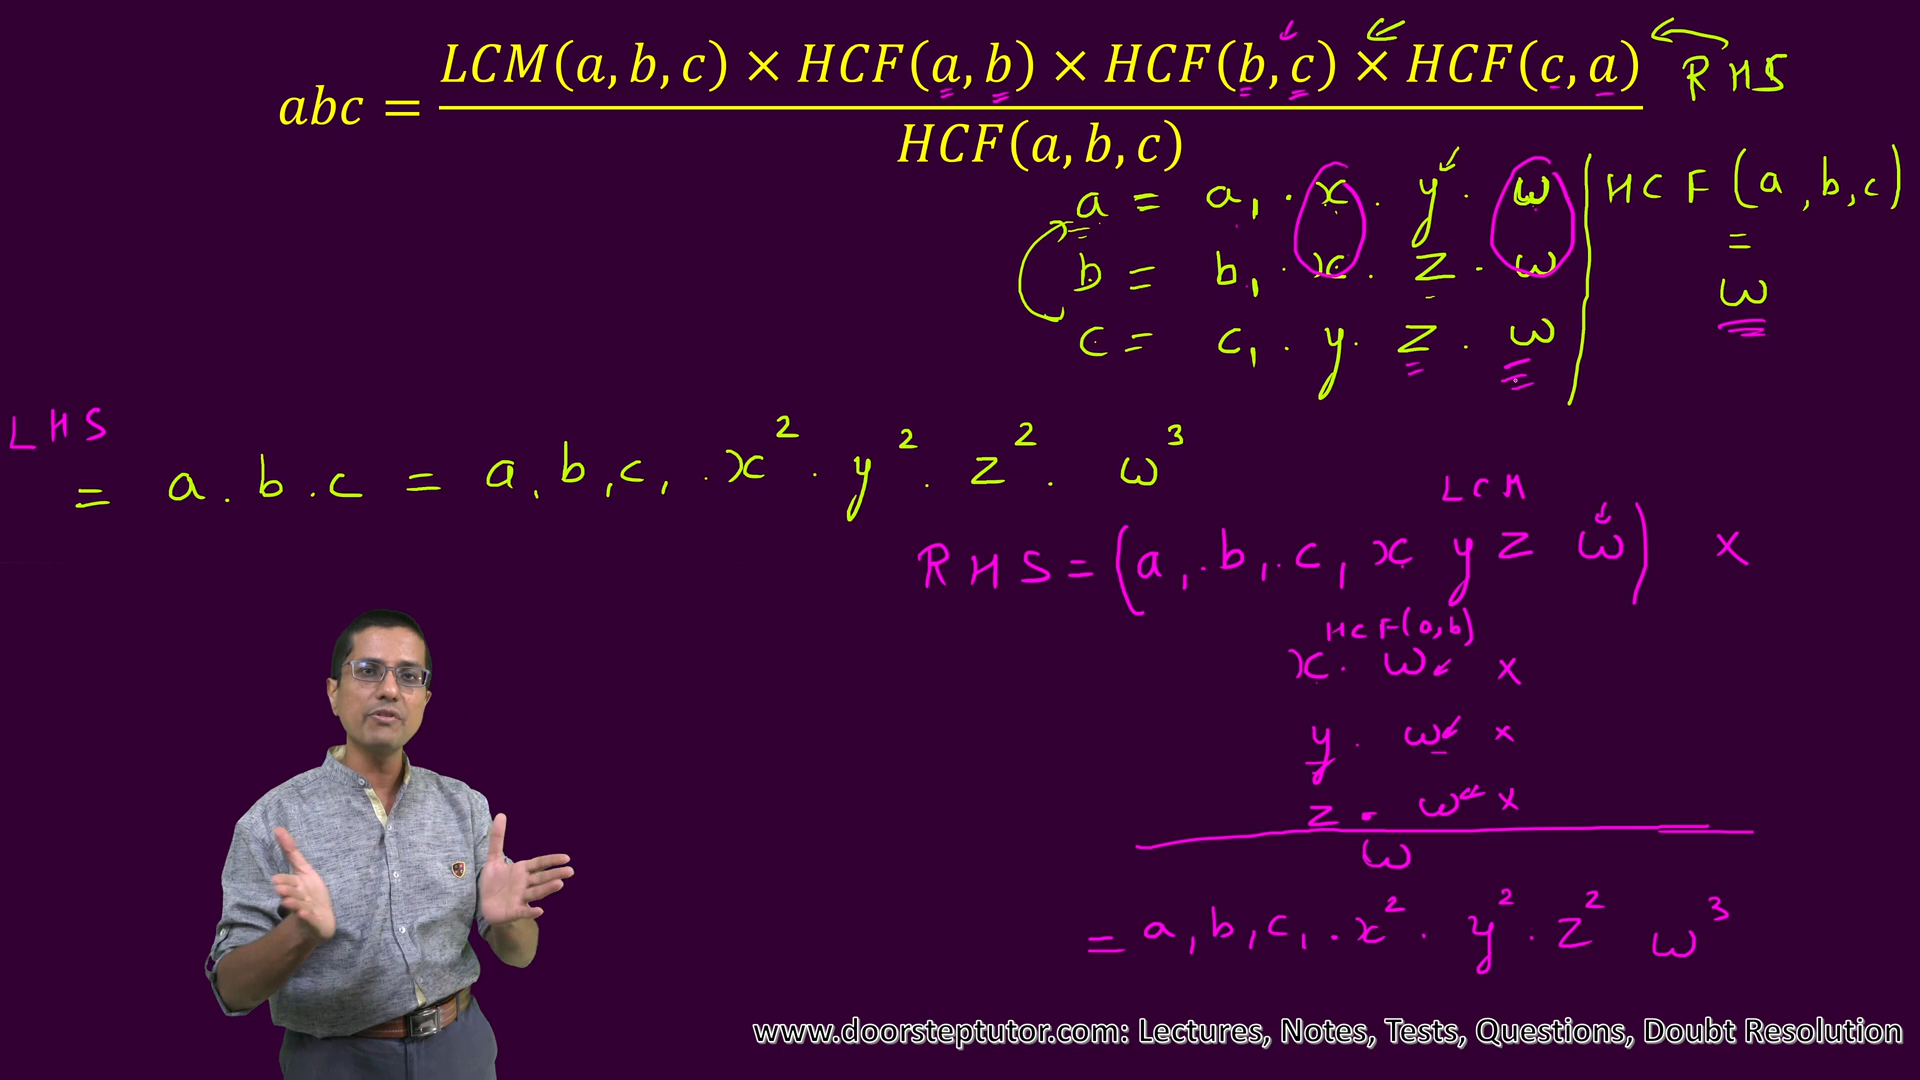 abc = LCM(a, b, c) × HCF(a, b) × HCF(b, c) × HCF(c, a) / HCF(a, b, c)
RHS
a = a₁ . x . y . ω
b = b₁ . x . z . ω
c = c₁ . y . z . ω
HCF (a, b, c)
=
ω
LHS
= a . b . c = a₁ b₁ c₁ . x² . y² . z² . ω³
LCM
RHS = (a₁ . b₁ . c₁ x y z ω) ×
HCF(a, b)
x . ω ×
y . ω ×
z . ω ×
ω
= a₁ b₁ c₁ . x² . y² . z² ω³
www.doorsteptutor.com: Lectures, Notes, Tests, Questions, Doubt Resolution